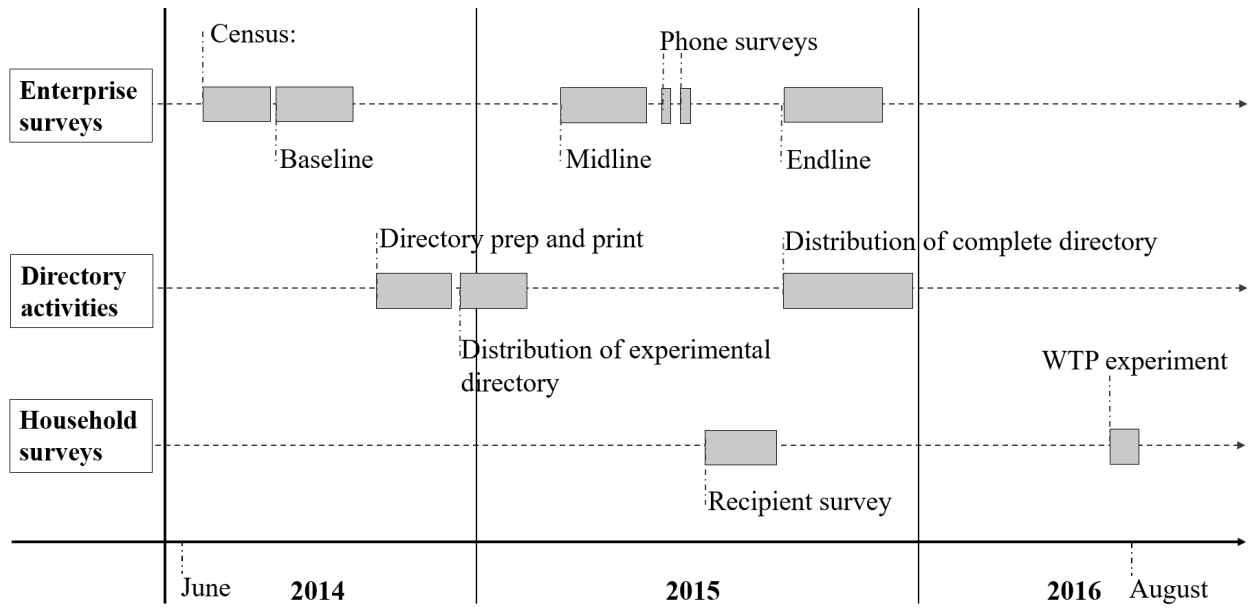 Census:
Phone surveys
Enterprise
surveys
Baseline
Midline
Endline
Directory prep and print
Distribution of complete directory
Directory
activities
Distribution of experimental
directory
WTP experiment
Household
surveys
Recipient survey
June
2014
2015
2016
August